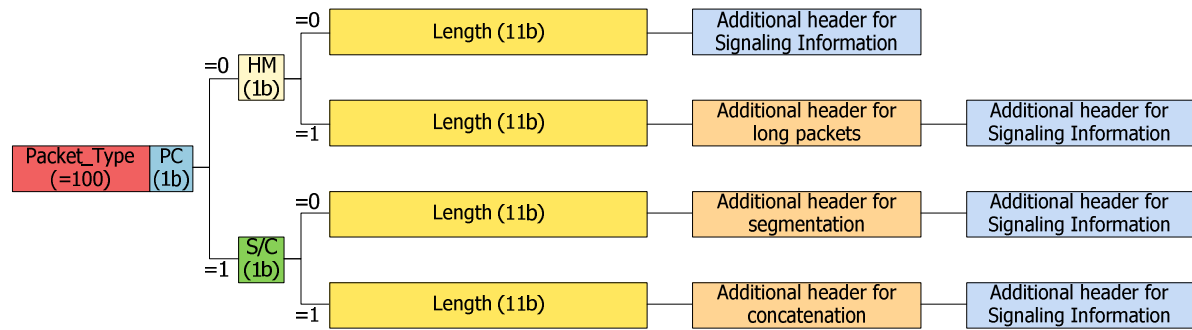 =0
Length (11b)
Additional header for
Signaling Information
=0
HM
(1b)
=1
Length (11b)
Additional header for
long packets
Additional header for
Signaling Information
Packet_Type
(=100)
PC
(1b)
=0
Length (11b)
Additional header for
segmentation
Additional header for
Signaling Information
=1
S/C
(1b)
=1
Length (11b)
Additional header for
concatenation
Additional header for
Signaling Information